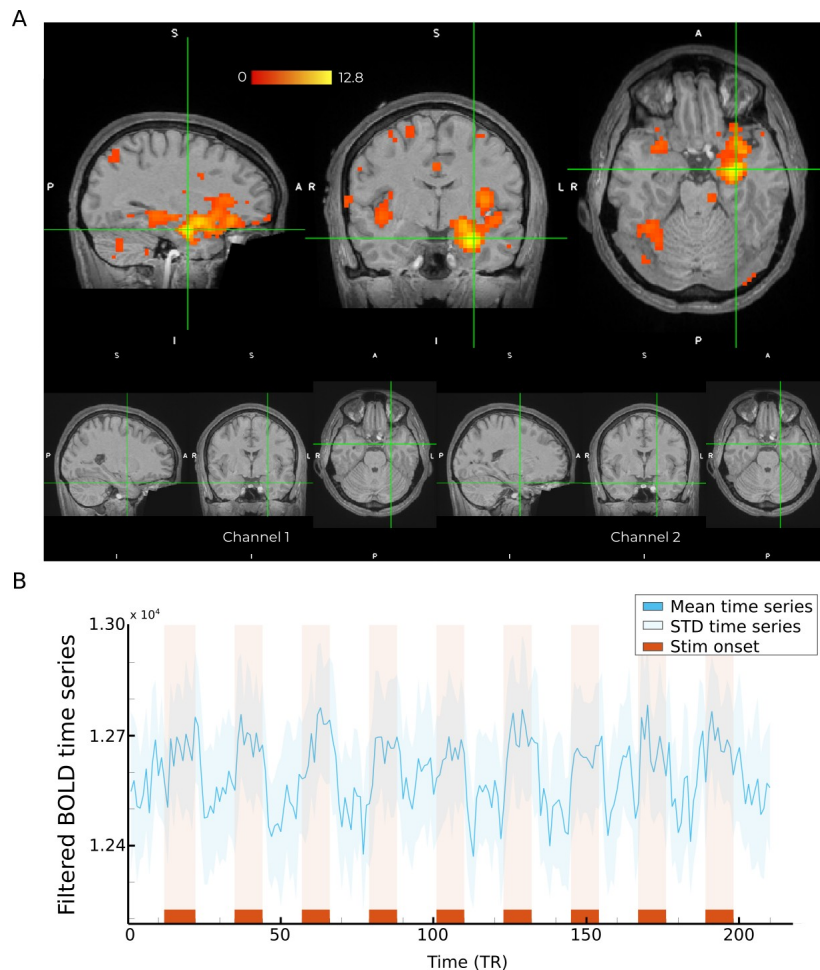 A
S S A
0 12.8
P A R L R
I I P
S S A S S A
P A R L R P A R L R
Channel 1 Channel 2
I I P I I P
B
x 10⁴
1.30
1.27
1.24
Filtered BOLD time series
Mean time series
STD time series
Stim onset
0 50 100 150 200
Time (TR)